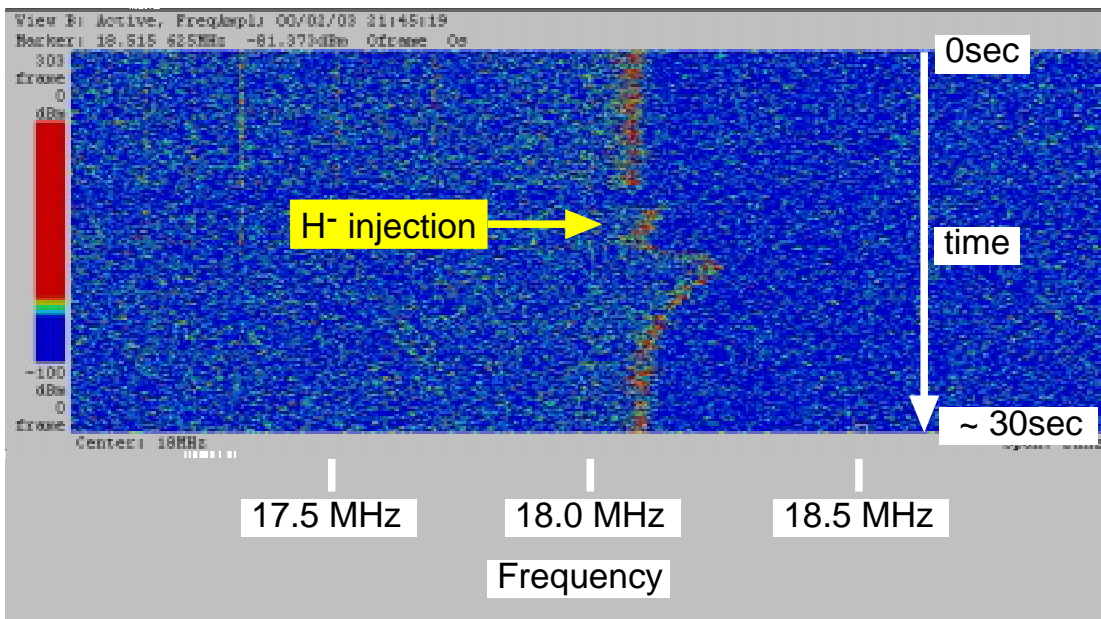 View B: Active, FreqAmpl: 00/02/03 21:45:19
Marker: 18.515 625MHz -81.373dBm 0frame 0s
303
frame
0
dBm
0sec
H- injection
time
-100
dBm
0
frame
~ 30sec
Center: 18MHz
17.5 MHz
18.0 MHz
18.5 MHz
Frequency